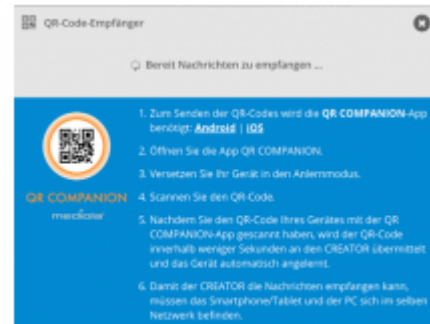 QR-Code-Empfänger
Bereit Nachrichten zu empfangen ...
1. Zum Senden der QR-Codes wird die QR COMPANION-App
benötigt: Android | iOS
2. Öffnen Sie die App QR COMPANION.
3. Versetzen Sie Ihr Gerät in den Anlernmodus.
QR COMPANION
mediola
4. Scannen Sie den QR-Code.
5. Nachdem Sie den QR-Code Ihres Gerätes mit der QR
COMPANION-App gescannt haben, wird der QR-Code
innerhalb weniger Sekunden an den CREATOR übermittelt
und das Gerät automatisch angelernt.
6. Damit der CREATOR die Nachrichten empfangen kann,
müssen das Smartphone/Tablet und der PC sich im selben
Netzwerk befinden.